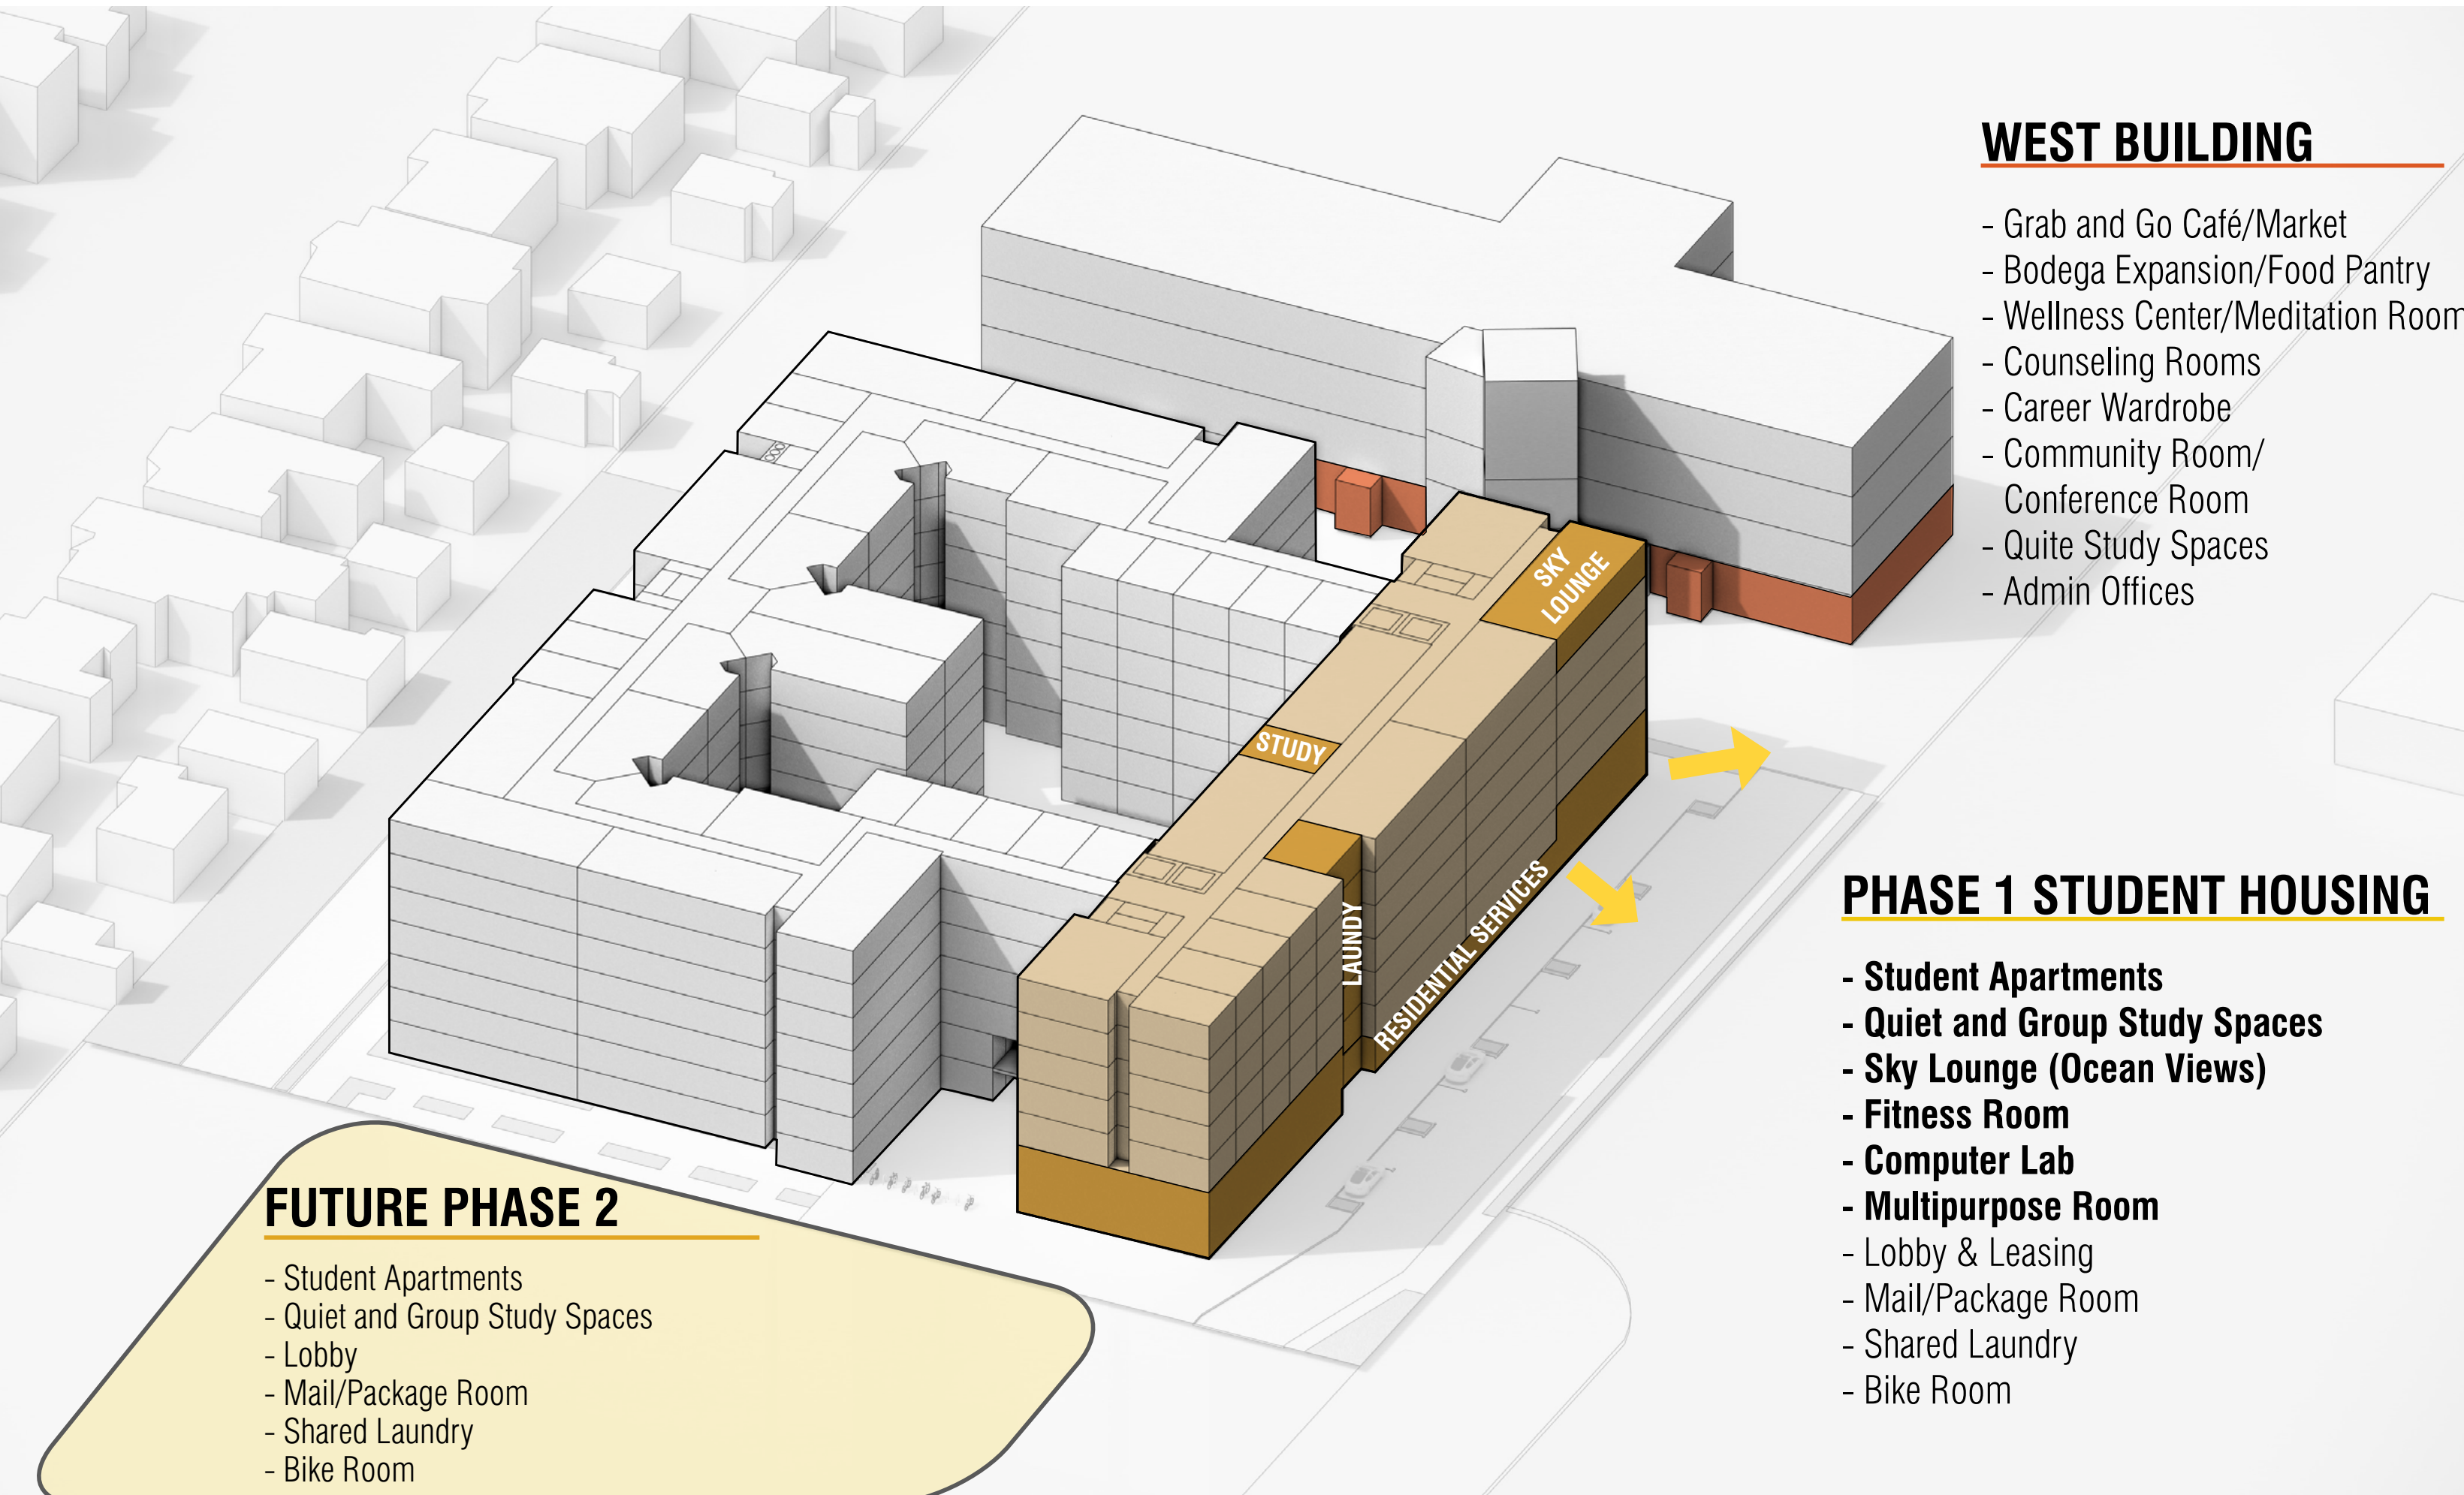 WEST BUILDING
- Grab and Go Café/Market
- Bodega Expansion/Food Pantry
- Wellness Center/Meditation Room
- Counseling Rooms
- Career Wardrobe
- Community Room/
Conference Room
- Quite Study Spaces
- Admin Offices
SKY
LOUNGE
STUDY
LAUNDY
RESIDENTIAL SERVICES
PHASE 1 STUDENT HOUSING
- Student Apartments
- Quiet and Group Study Spaces
- Sky Lounge (Ocean Views)
- Fitness Room
- Computer Lab
- Multipurpose Room
- Lobby & Leasing
- Mail/Package Room
- Shared Laundry
- Bike Room
FUTURE PHASE 2
- Student Apartments
- Quiet and Group Study Spaces
- Lobby
- Mail/Package Room
- Shared Laundry
- Bike Room